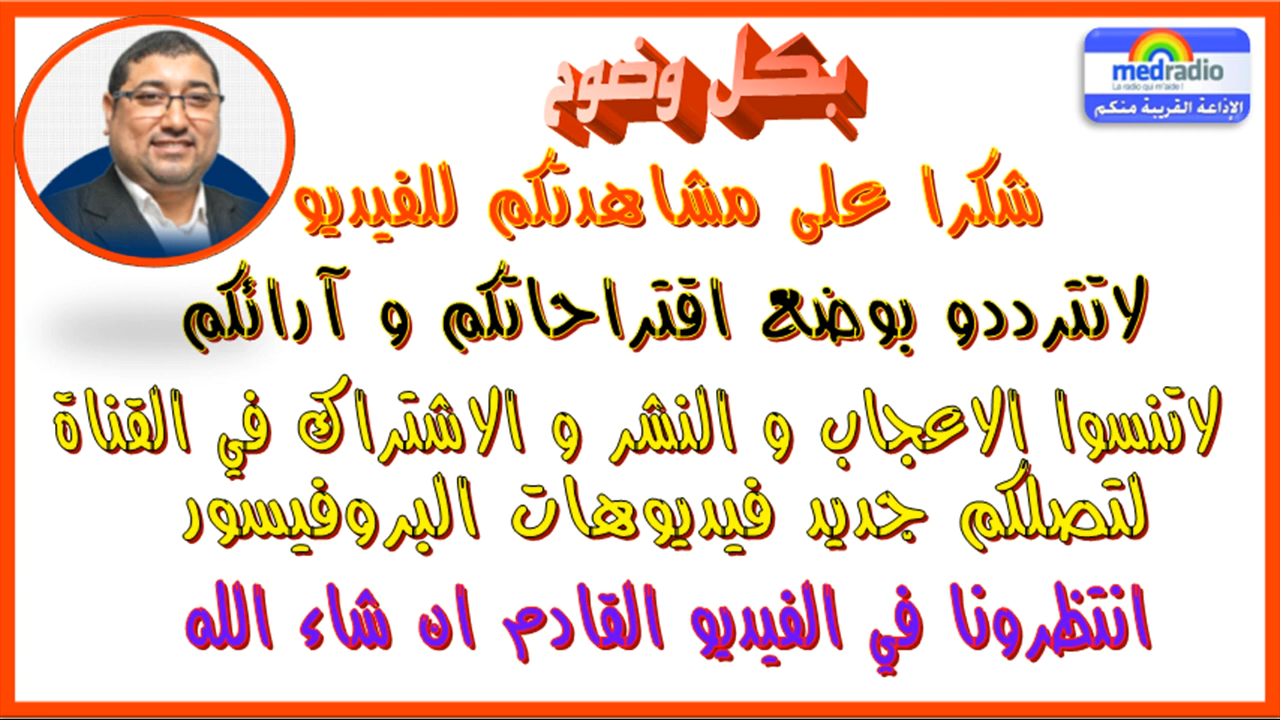 بكل وضوح
medradio
La radio qui m'aide !
الإذاعة القريبة منكم
شكرا على مشاهدتكم للفيديو
لاتترددو بوضع اقتراحاتكم و آرائكم
لاتنسوا الاعجاب و النشر و الاشتراك في القناة
لتصلكم جديد فيديوهات البروفيسور
انتظرونا في الفيديو القادم ان شاء الله